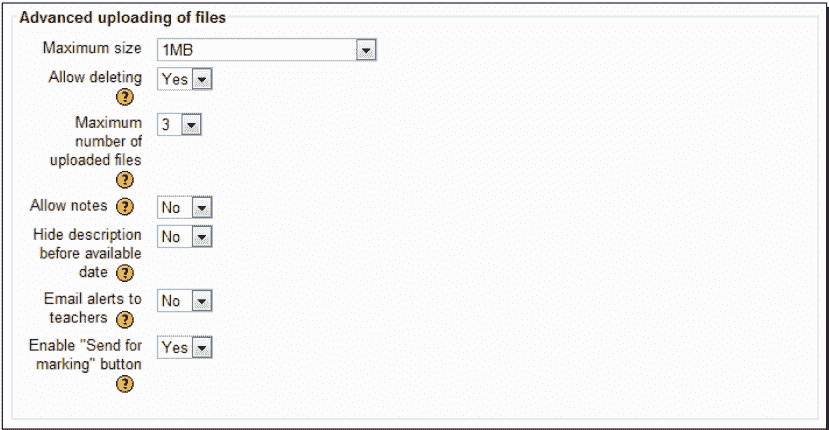 Advanced uploading of files
Maximum size 1MB
Allow deleting Yes
?
Maximum 3
number of
uploaded files
?
Allow notes ? No
Hide description No
before available
date ?
Email alerts to No
teachers ?
Enable "Send for Yes
marking" button
?